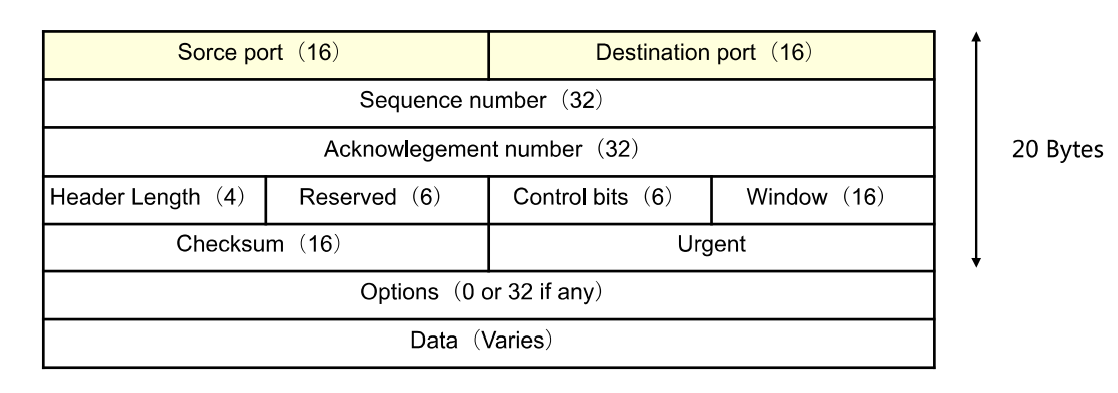 Sorce port（16） Destination port（16）
Sequence number（32）
Acknowlegement number（32）
20 Bytes
Header Length（4） Reserved（6） Control bits（6） Window（16）
Checksum（16） Urgent
Options（0 or 32 if any）
Data（Varies）